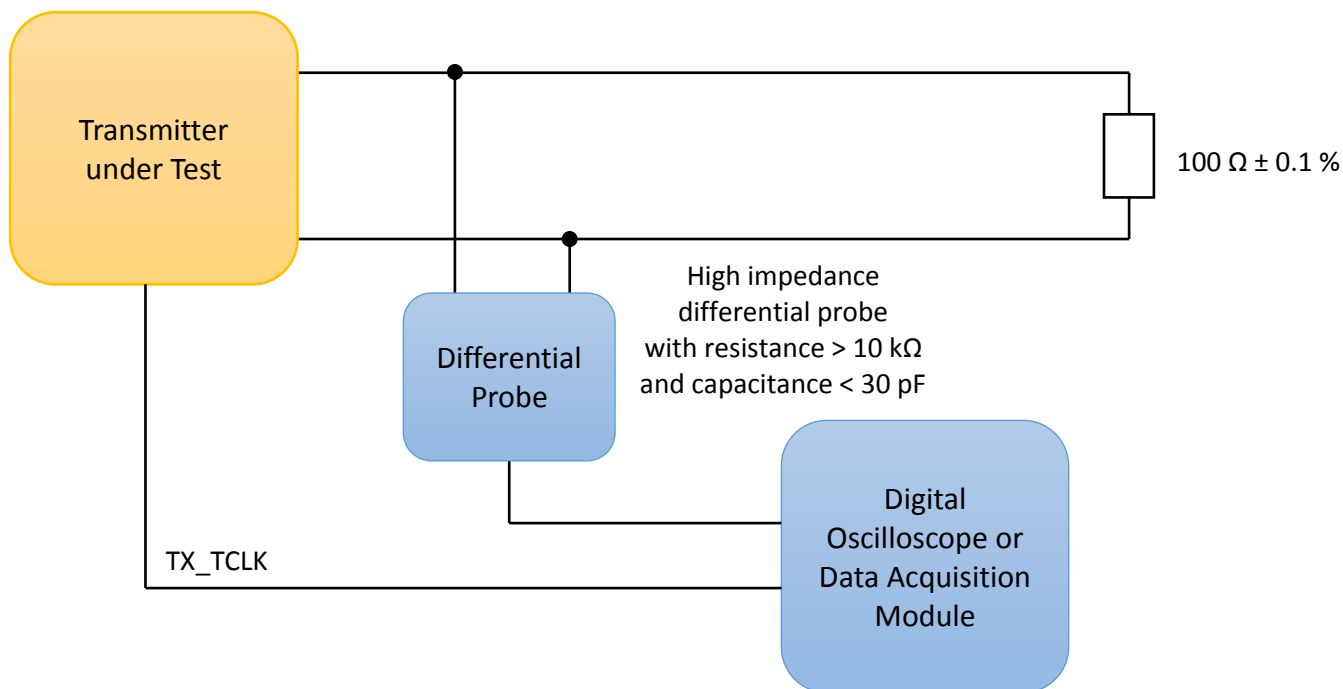 Transmitter
under Test
100 Ω ± 0.1 %
High impedance
differential probe
with resistance > 10 kΩ
and capacitance < 30 pF
Differential
Probe
Digital
Oscilloscope or
Data Acquisition
Module
TX_TCLK